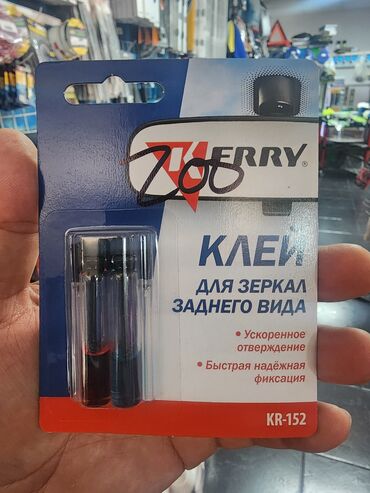 KERRY®
200
КЛЕЙ
ДЛЯ ЗЕРКАЛ
ЗАДНЕГО ВИДА
• Ускоренное
отверждение
• Быстрая надёжная
фиксация
KR-152